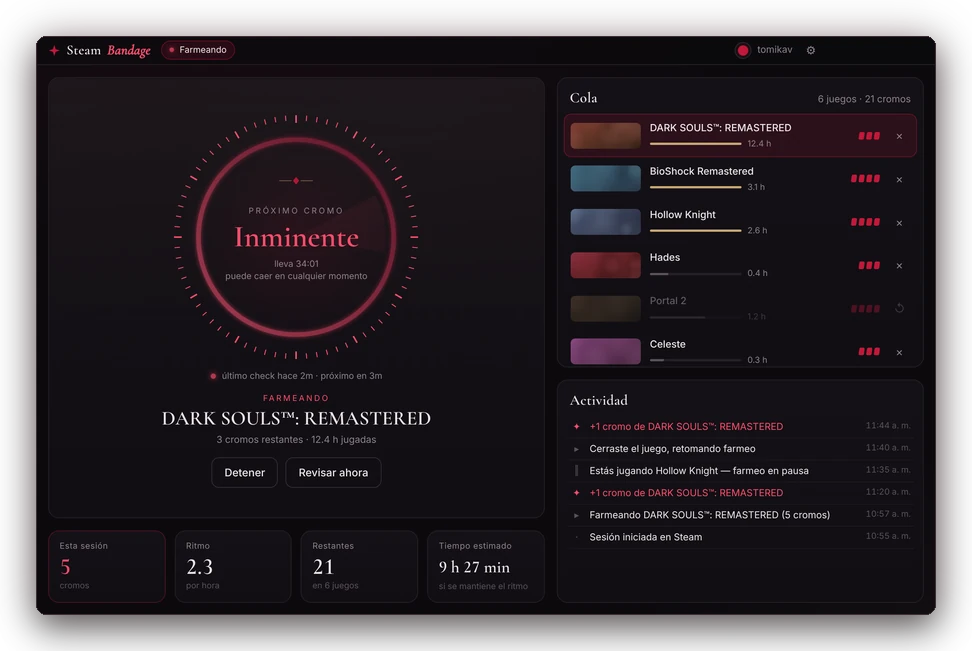 Steam Bandage
Farmeando
tomikav
PRÓXIMO CROMO
Inminente
lleva 34:01
puede caer en cualquier momento
último check hace 2m · próximo en 3m
FARMEANDO
DARK SOULS™: REMASTERED
3 cromos restantes · 12.4 h jugadas
Detener
Revisar ahora
Esta sesión
5
cromos
Ritmo
2.3
por hora
Restantes
21
en 6 juegos
Tiempo estimado
9 h 27 min
si se mantiene el ritmo
Cola
6 juegos · 21 cromos
DARK SOULS™: REMASTERED
12.4 h
BioShock Remastered
3.1 h
Hollow Knight
2.6 h
Hades
0.4 h
Portal 2
1.2 h
Celeste
0.3 h
Actividad
+1 cromo de DARK SOULS™: REMASTERED 11:44 a. m.
Cerraste el juego, retomando farmeo 11:40 a. m.
Estás jugando Hollow Knight — farmeo en pausa 11:35 a. m.
+1 cromo de DARK SOULS™: REMASTERED 11:20 a. m.
Farmeando DARK SOULS™: REMASTERED (5 cromos) 10:57 a. m.
Sesión iniciada en Steam 10:55 a. m.